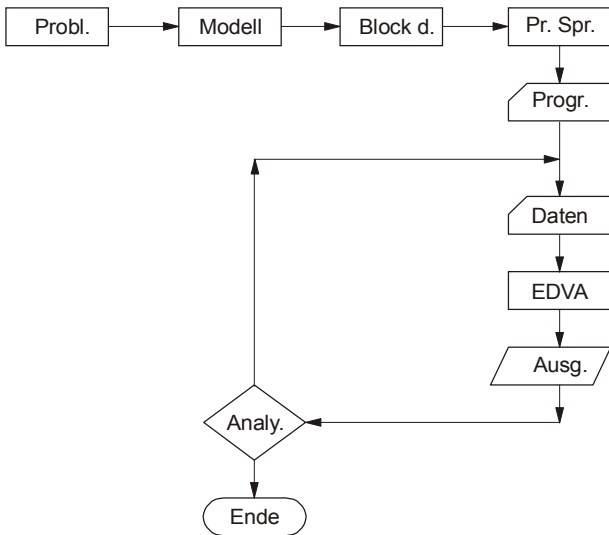 Probl.
Modell
Block d.
Pr. Spr.
Progr.
Daten
EDVA
Ausg.
Analy.
Ende